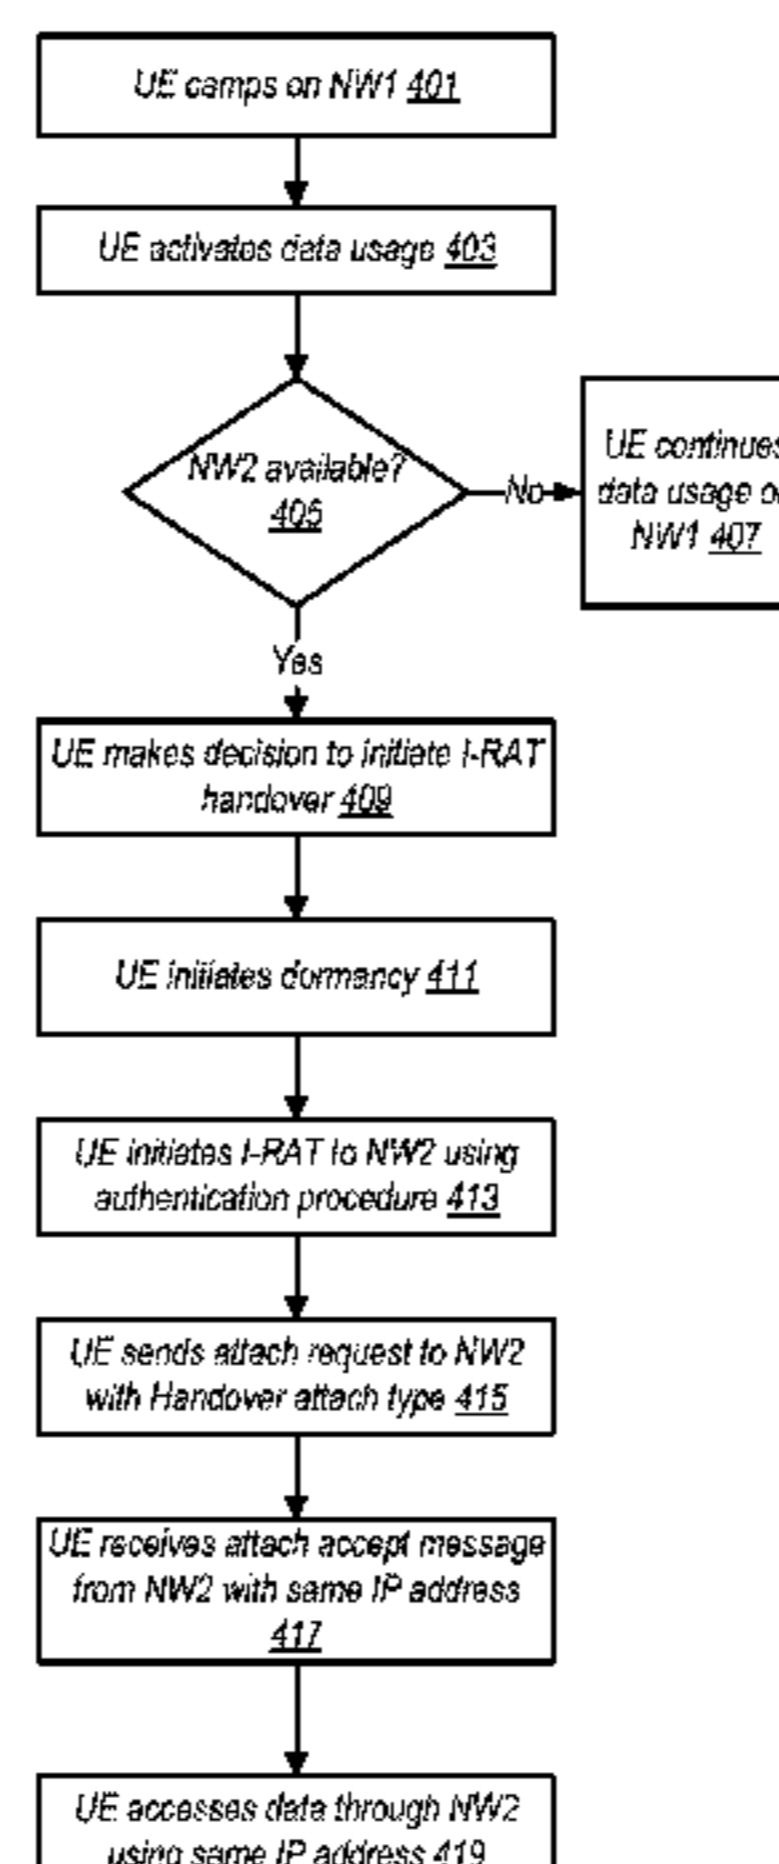 UE camps on NW1 401
UE activates data usage 403
NW2 available?
405
No
UE continues
data usage on
NW1 407
Yes
UE makes decision to initiate I-RAT
handover 409
UE initiates dormancy 411
UE initiates I-RAT to NW2 using
authentication procedure 413
UE sends attach request to NW2
with Handover attach type 415
UE receives attach accept message
from NW2 with same IP address
417
UE accesses data through NW2
using same IP address 419